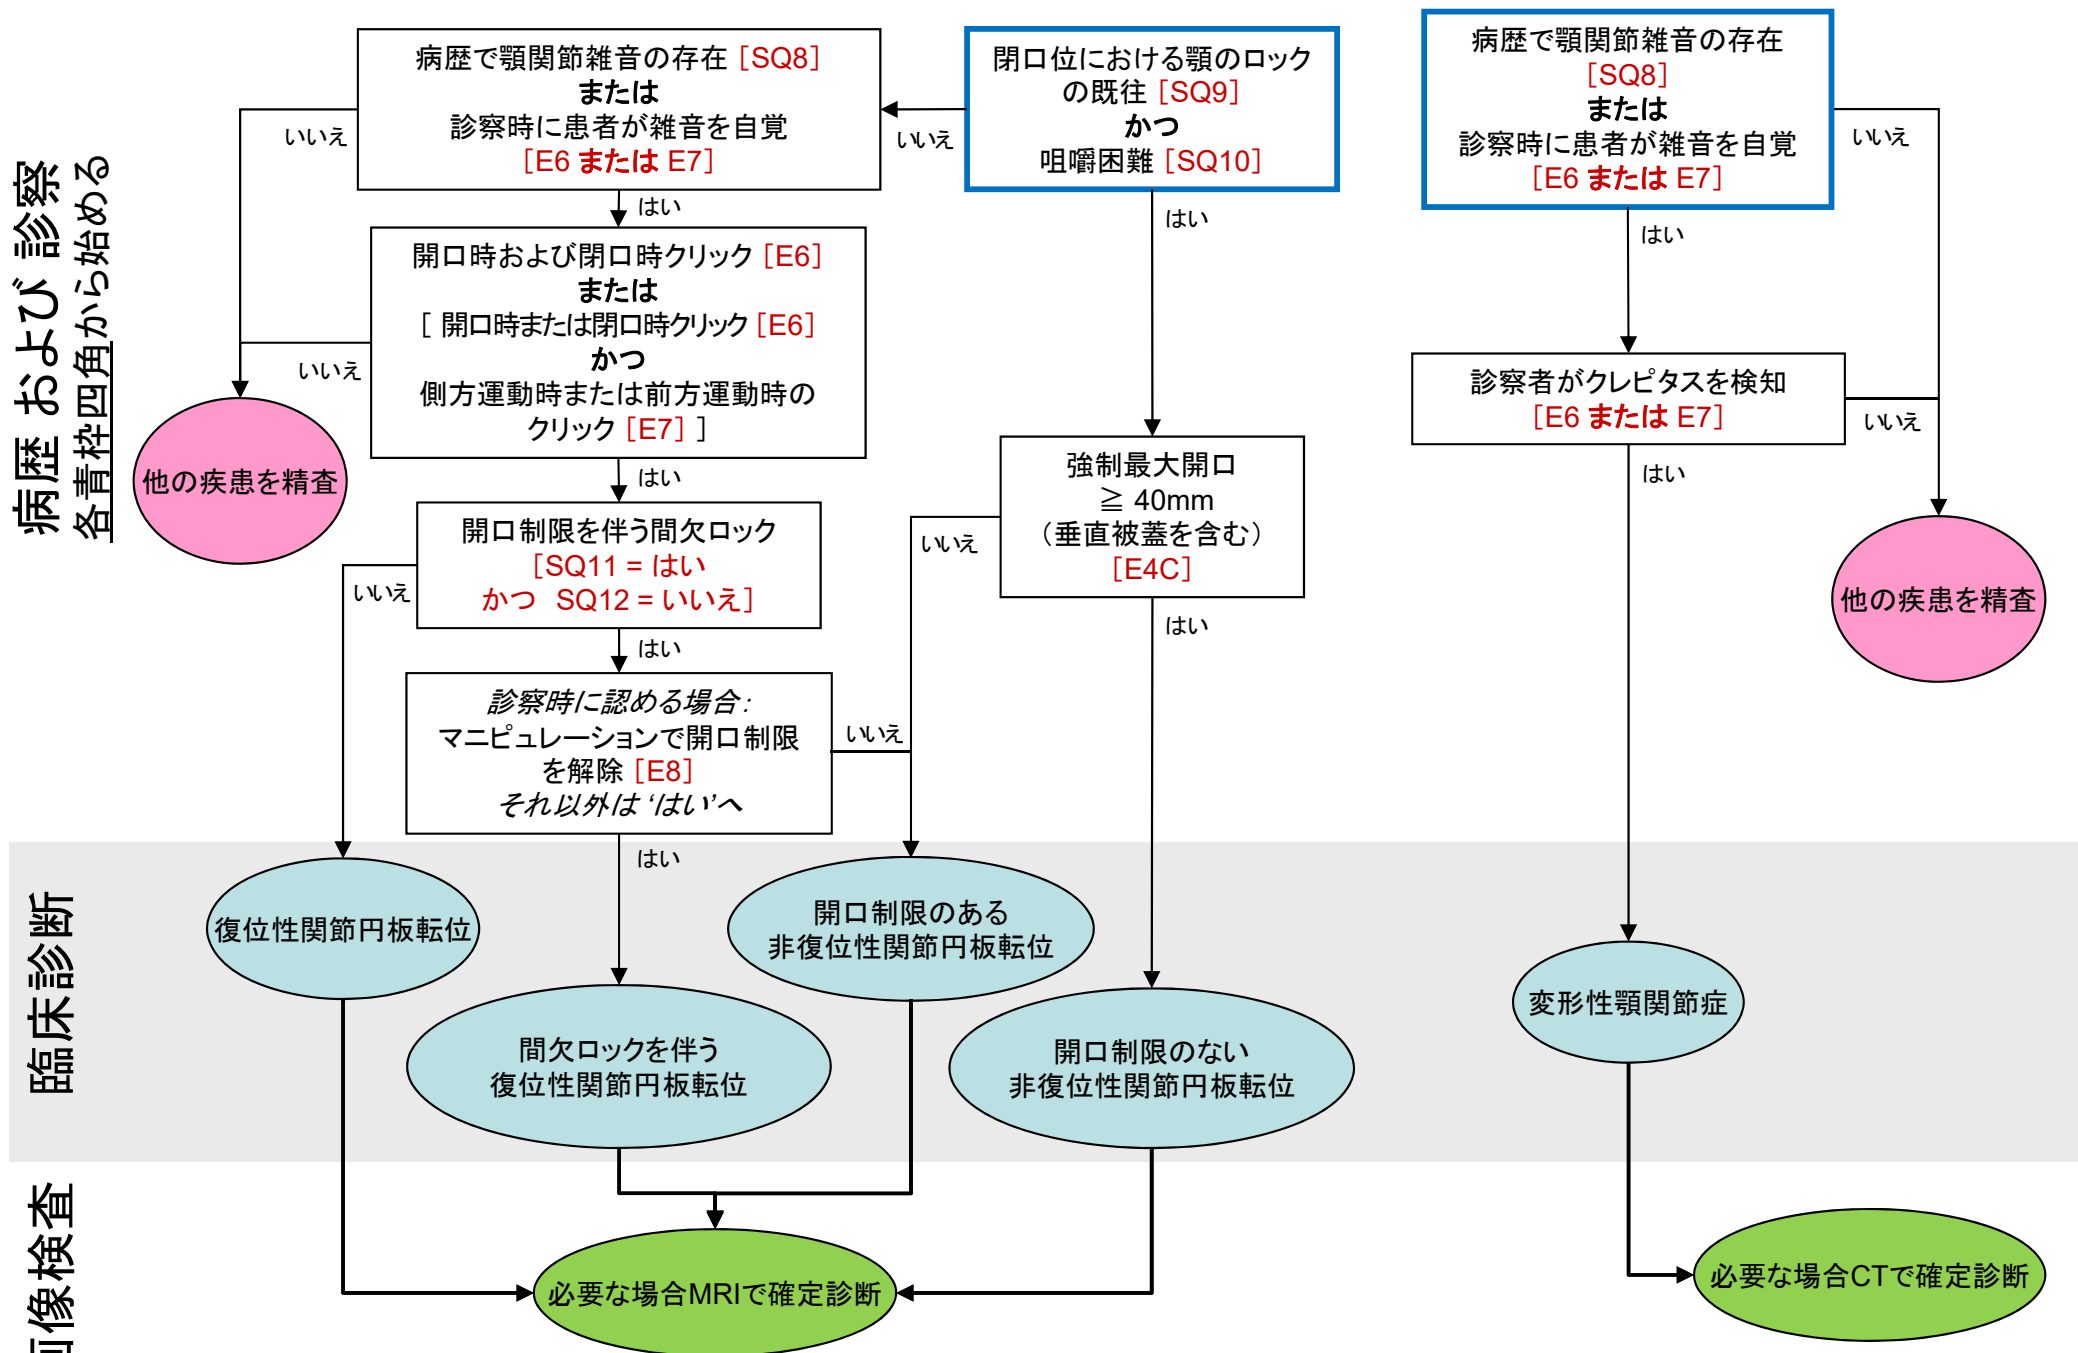 病歴 および 診察
各青枠四角から始める
病歴で顎関節雑音の存在 [SQ8]
または
診察時に患者が雑音を自覚
[E6 または E7]
いいえ
はい
閉口位における顎のロック
の既往 [SQ9]
かつ
咀嚼困難 [SQ10]
いいえ
はい
病歴で顎関節雑音の存在
[SQ8]
または
診察時に患者が雑音を自覚
[E6 または E7]
いいえ
はい
開口時および閉口時クリック [E6]
または
[ 開口時または閉口時クリック [E6]
かつ
側方運動時または前方運動時の
クリック [E7] ]
いいえ
はい
他の疾患を精査
診察者がクレピタスを検知
[E6 または E7]
いいえ
はい
他の疾患を精査
強制最大開口
≧ 40mm
（垂直被蓋を含む）
[E4C]
いいえ
はい
開口制限を伴う間欠ロック
[SQ11 = はい
かつ SQ12 = いいえ]
いいえ
はい
診察時に認める場合:
マニピュレーションで開口制限
を解除 [E8]
それ以外は ‘はい’へ
いいえ
はい
臨床診断
復位性関節円板転位
開口制限のある
非復位性関節円板転位
間欠ロックを伴う
復位性関節円板転位
開口制限のない
非復位性関節円板転位
変形性顎関節症
像検査
必要な場合MRIで確定診断
必要な場合CTで確定診断